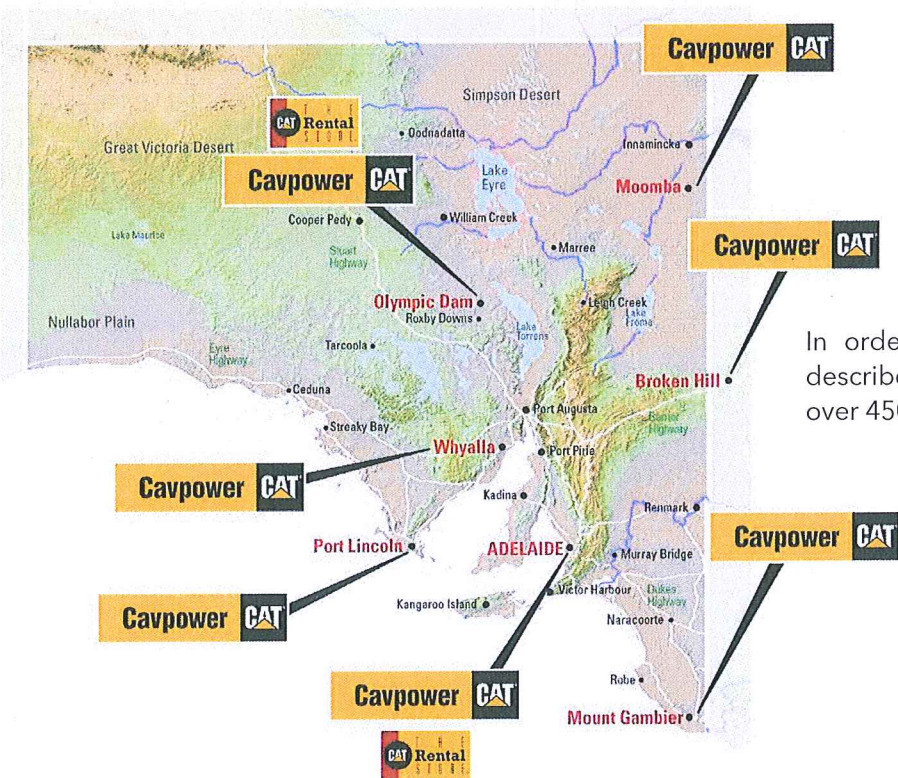 Cavpower CAT
Simpson Desert
CAT THE Rental STORE
Oodnadatta
Great Victoria Desert
Innamincka
Lake
Eyre
Cavpower CAT
Moomba
Cooper Pedy
William Creek
Lake Maurice
Stuart
Highway
Marree
Cavpower CAT
Olympic Dam
Leigh Creek
Roxby Downs
Lake
Frome
Lake
Torrens
Nullabor Plain
Tarcoola
Eyre
Highway
In orde
describe
over 450
Broken Hill
Ceduna
Port Augusta
Barrier
Highway
Streaky Bay
Whyalla
Port Pirie
Cavpower CAT
Kadina
Renmark
Port Lincoln
ADELAIDE
Murray Bridge
Cavpower CAT
Victor Harbour
Dukes
Highway
Kangaroo Island
Cavpower CAT
Naracoorte
Robe
Cavpower CAT
Mount Gambier
CAT THE Rental STORE